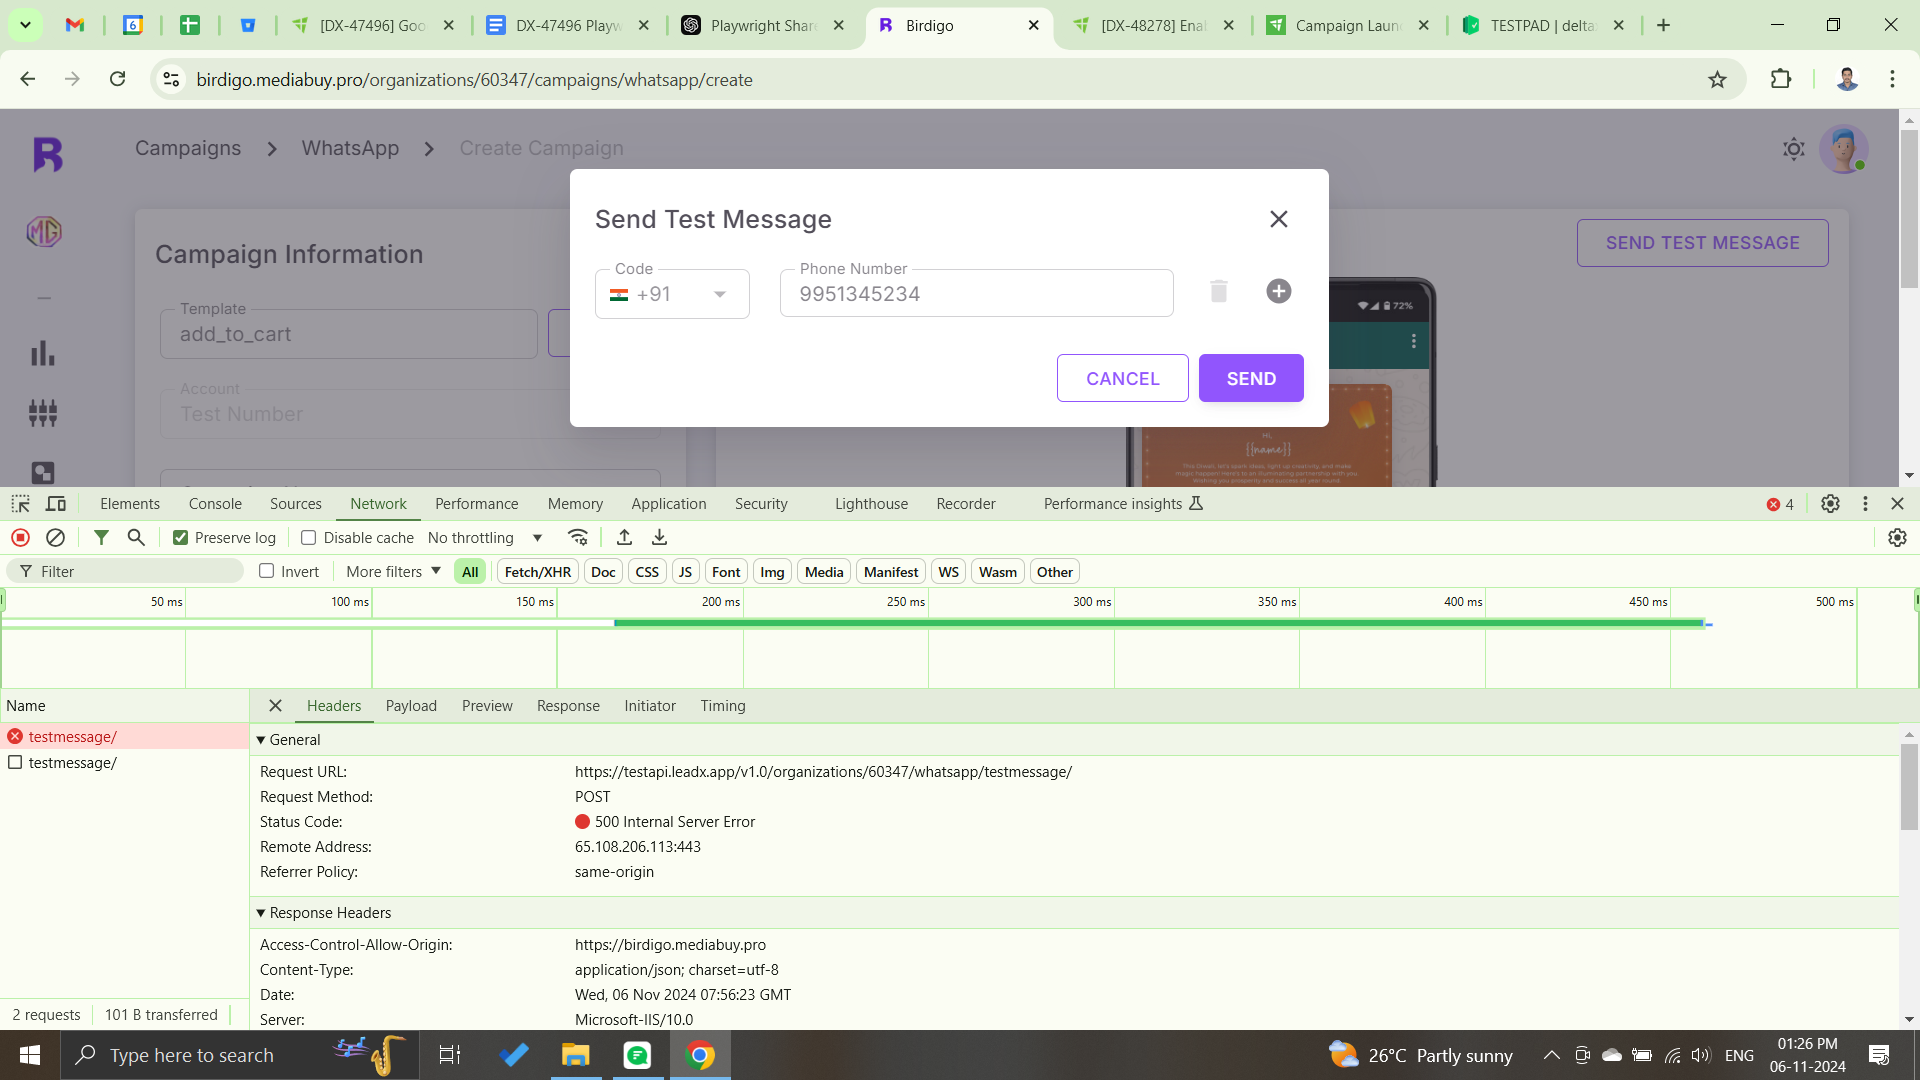 [DX-47496] Goo
DX-47496 Playw
Playwright Share
Birdigo
[DX-48278] Enal
Campaign Laun
TESTPAD | delta
birdigo.mediabuy.pro/organizations/60347/campaigns/whatsapp/create
Campaigns > WhatsApp > Create Campaign
Campaign Information
SEND TEST MESSAGE
Template
add_to_cart
Account
Test Number
Send Test Message
Code
+91
Phone Number
9951345234
CANCEL
SEND
72%
Hi,
{{name}}
Elements Console Sources Network Performance Memory Application Security Lighthouse Recorder Performance insights 4
Preserve log Disable cache No throttling
Filter Invert More filters All Fetch/XHR Doc CSS JS Font Img Media Manifest WS Wasm Other
50 ms 100 ms 150 ms 200 ms 250 ms 300 ms 350 ms 400 ms 450 ms 500 ms
Name
Headers Payload Preview Response Initiator Timing
testmessage/
testmessage/
General
Request URL: https://testapi.leadx.app/v1.0/organizations/60347/whatsapp/testmessage/
Request Method: POST
Status Code: 500 Internal Server Error
Remote Address: 65.108.206.113:443
Referrer Policy: same-origin
Response Headers
Access-Control-Allow-Origin: https://birdigo.mediabuy.pro
Content-Type: application/json; charset=utf-8
Date: Wed, 06 Nov 2024 07:56:23 GMT
Server: Microsoft-IIS/10.0
2 requests 101 B transferred
Type here to search
26°C Partly sunny
ENG
01:26 PM
06-11-2024